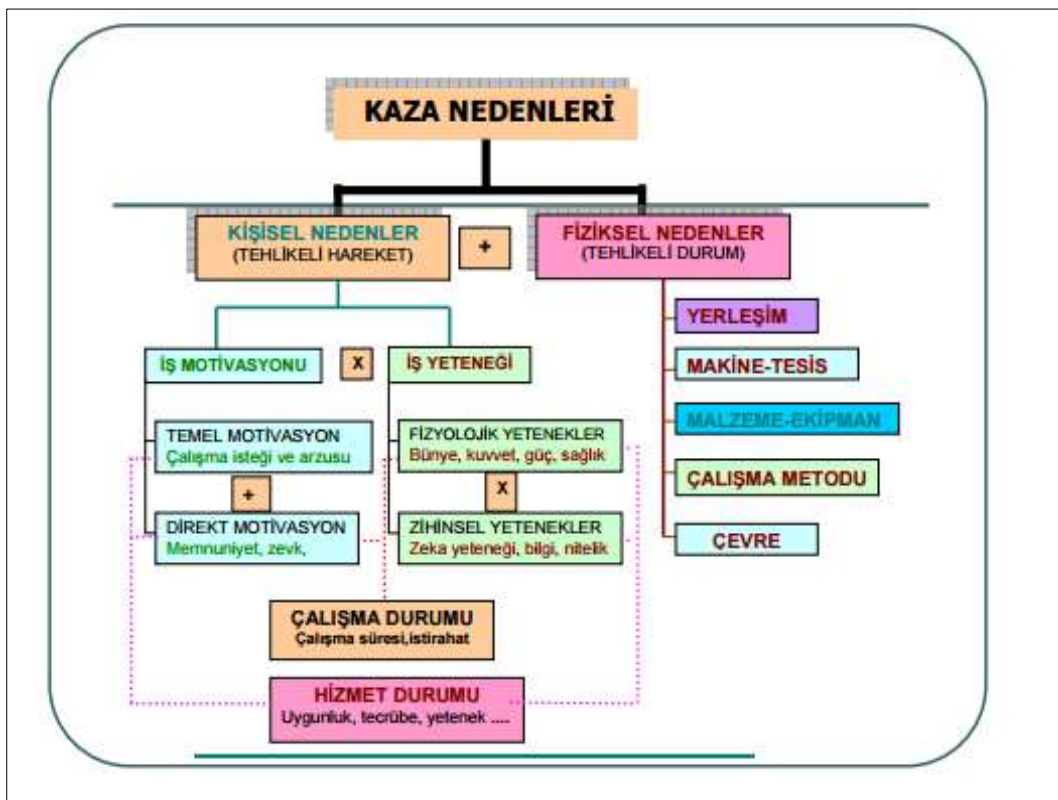 KAZA NEDENLERİ
KİŞİSEL NEDENLER
(TEHLİKELİ HAREKET)
+
FİZİKSEL NEDENLER
(TEHLİKELİ DURUM)
İŞ MOTİVASYONU
X
İŞ YETENEĞİ
TEMEL MOTİVASYON
Çalışma isteği ve arzusu
+
DİREKT MOTİVASYON
Memnuniyet, zevk,
FİZYOLOJİK YETENEKLER
Bünye, kuvvet, güç, sağlık
X
ZİHİNSEL YETENEKLER
Zeka yeteneği, bilgi, nitelik
YERLEŞİM
MAKİNE-TESİS
MALZEME-EKİPMAN
ÇALIŞMA METODU
ÇEVRE
ÇALIŞMA DURUMU
Çalışma süresi,istirahat
HİZMET DURUMU
Uygunluk, tecrübe, yetenek ....